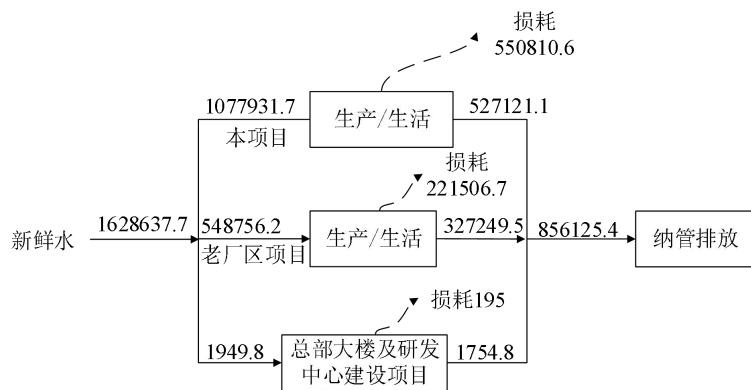 损耗
550810.6
1077931.7
生产/生活
527121.1
本项目
损耗
221506.7
新鲜水
1628637.7
548756.2
生产/生活
327249.5
856125.4
纳管排放
老厂区项目
损耗195
1949.8
总部大楼及研发
中心建设项目
1754.8